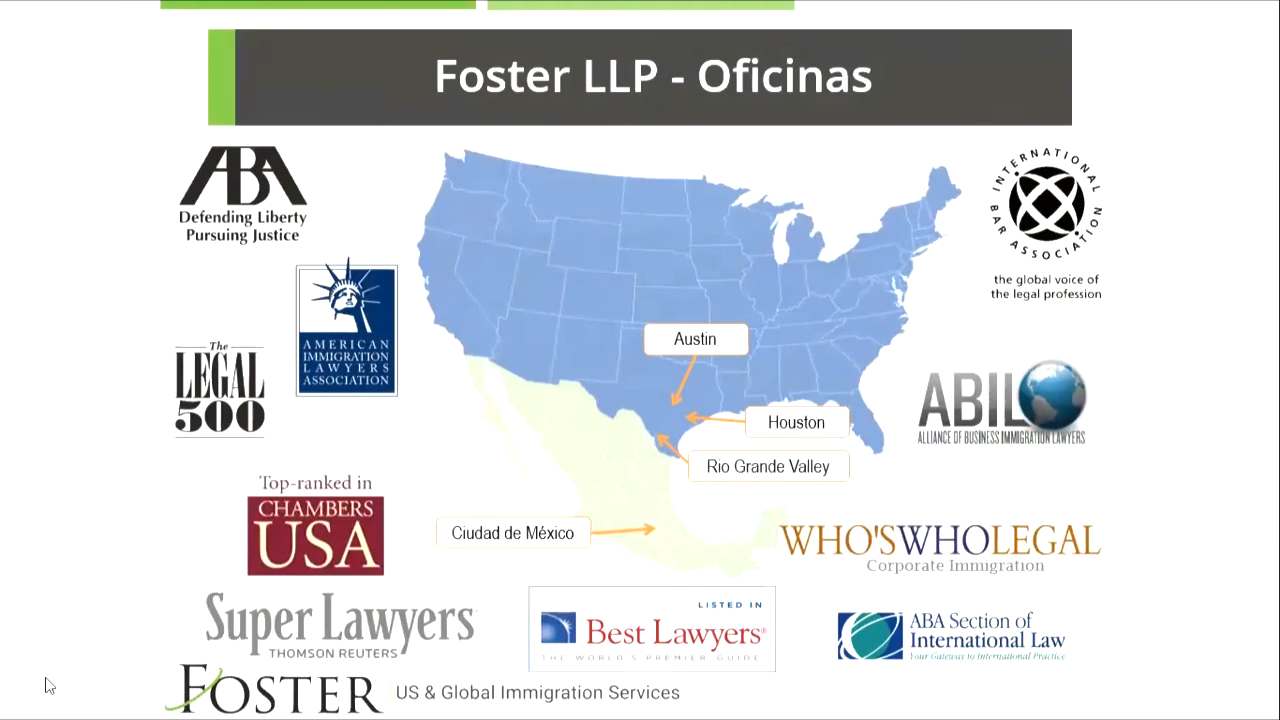 Foster LLP - Oficinas
ABA
Defending Liberty
Pursuing Justice
INTERNATIONAL
BAR ASSOCIATION
the global voice of
the legal profession
AMERICAN
IMMIGRATION
LAWYERS
ASSOCIATION
The
LEGAL
500
Austin
Houston
Rio Grande Valley
Ciudad de México
ABIL
ALLIANCE OF BUSINESS IMMIGRATION LAWYERS
Top-ranked in
CHAMBERS
USA
WHO'SWHOLEGAL
Corporate Immigration
Super Lawyers
THOMSON REUTERS
LISTED IN
Best Lawyers®
THE WORLD'S PREMIER GUIDE
ABA Section of
International Law
Your Gateway to International Practice
FOSTER US & Global Immigration Services